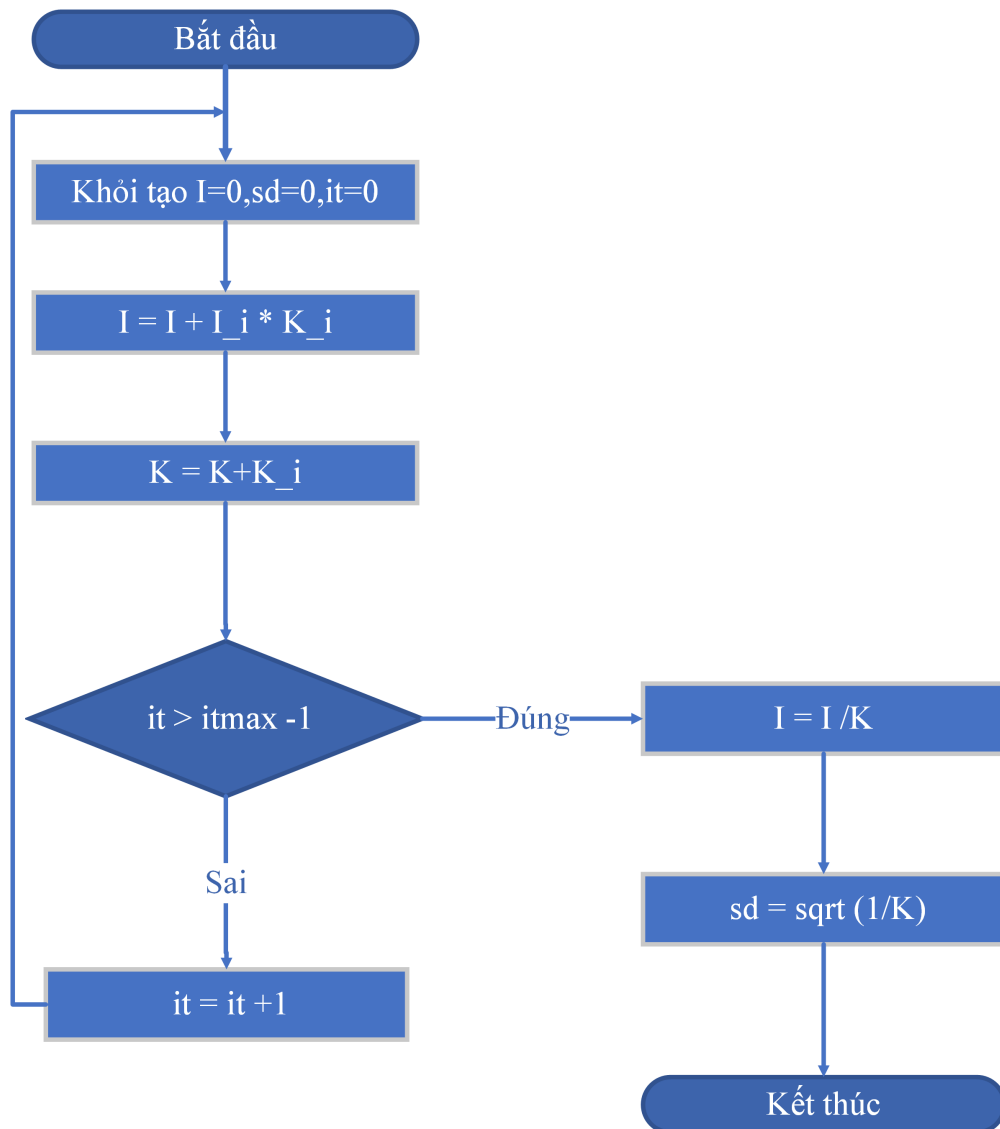 Bắt đầu
Khỏi tạo I=0,sd=0,it=0
I = I + I_i * K_i
K = K+K_i
it > itmax -1
Đúng
I = I /K
Sai
sd = sqrt (1/K)
it = it +1
Kết thúc